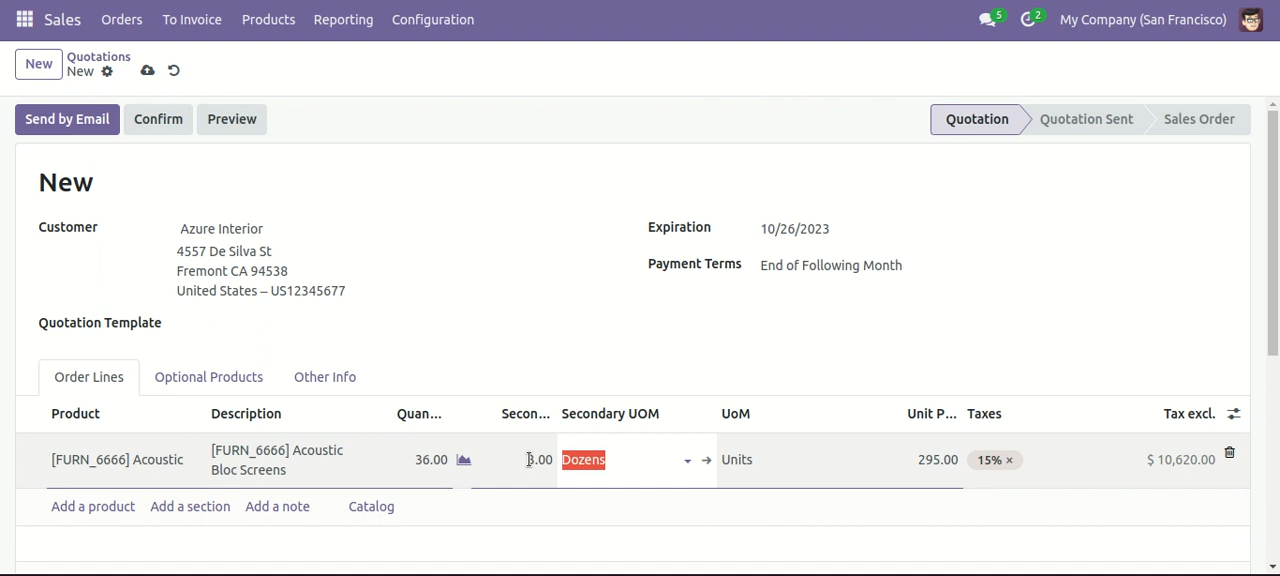 Sales Orders To Invoice Products Reporting Configuration 5 2 My Company (San Francisco)
New Quotations
New
Send by Email Confirm Preview Quotation Quotation Sent Sales Order
New
Customer Azure Interior Expiration 10/26/2023
4557 De Silva St
Fremont CA 94538 Payment Terms End of Following Month
United States – US12345677
Quotation Template
Order Lines Optional Products Other Info
Product Description Quan... Secon... Secondary UOM UoM Unit P... Taxes Tax excl.
[FURN_6666] Acoustic [FURN_6666] Acoustic 36.00 3.00 Dozens Units 295.00 15% × $ 10,620.00
Bloc Screens
Add a product Add a section Add a note Catalog